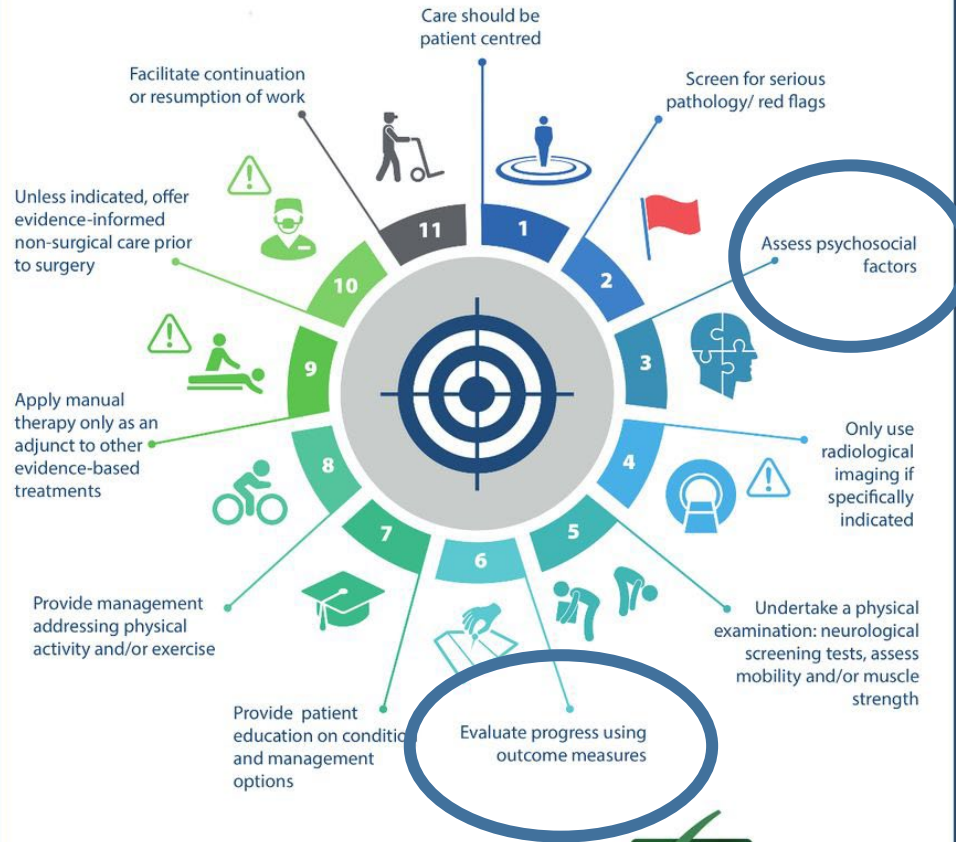 Care should be
patient centred
Screen for serious
pathology/ red flags
Assess psychosocial
factors
Only use
radiological
imaging if
specifically
indicated
Undertake a physical
examination: neurological
screening tests, assess
mobility and/or muscle
strength
Evaluate progress using
outcome measures
Provide patient
education on conditio
and management
options
Provide management
addressing physical
activity and/or exercise
Apply manual
therapy only as an
adjunct to other
evidence-based
treatments
Unless indicated, offer
evidence-informed
non-surgical care prior
to surgery
Facilitate continuation
or resumption of work
1
2
3
4
5
6
7
8
9
10
11